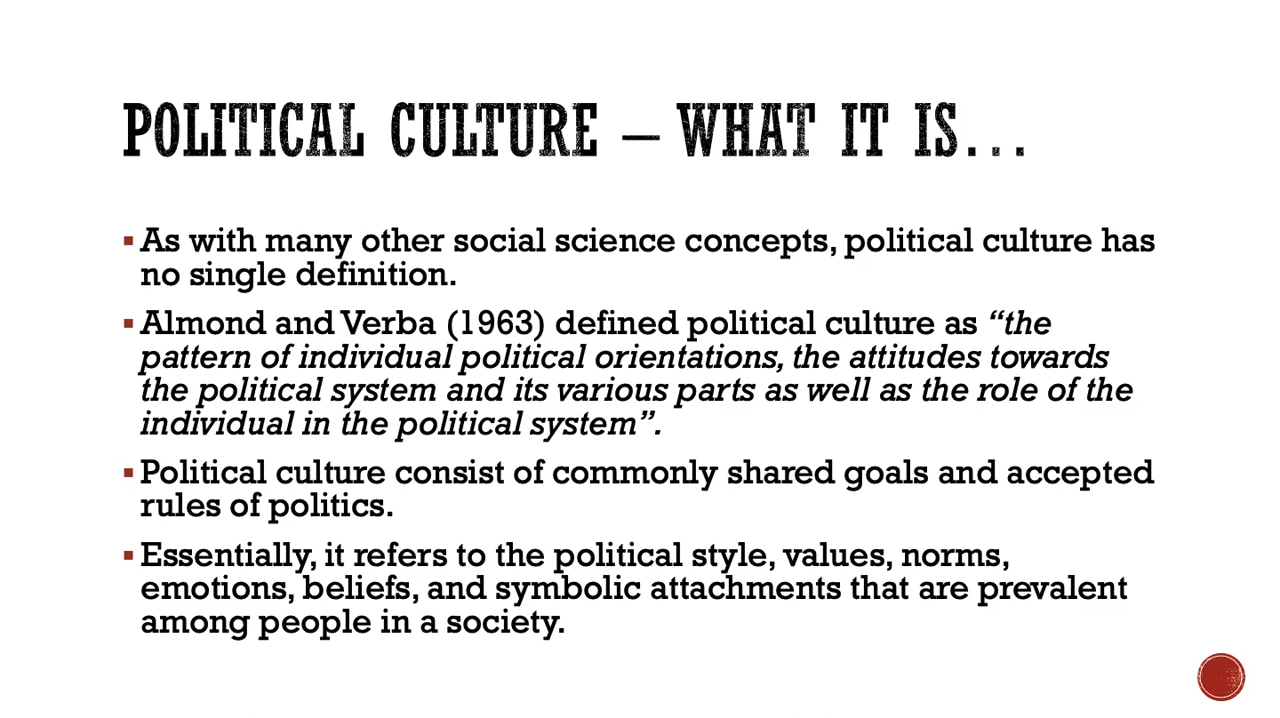 POLITICAL CULTURE – WHAT IT IS...
▪ As with many other social science concepts, political culture has
no single definition.
▪ Almond and Verba (1963) defined political culture as “the
pattern of individual political orientations, the attitudes towards
the political system and its various parts as well as the role of the
individual in the political system”.
▪ Political culture consist of commonly shared goals and accepted
rules of politics.
▪ Essentially, it refers to the political style, values, norms,
emotions, beliefs, and symbolic attachments that are prevalent
among people in a society.